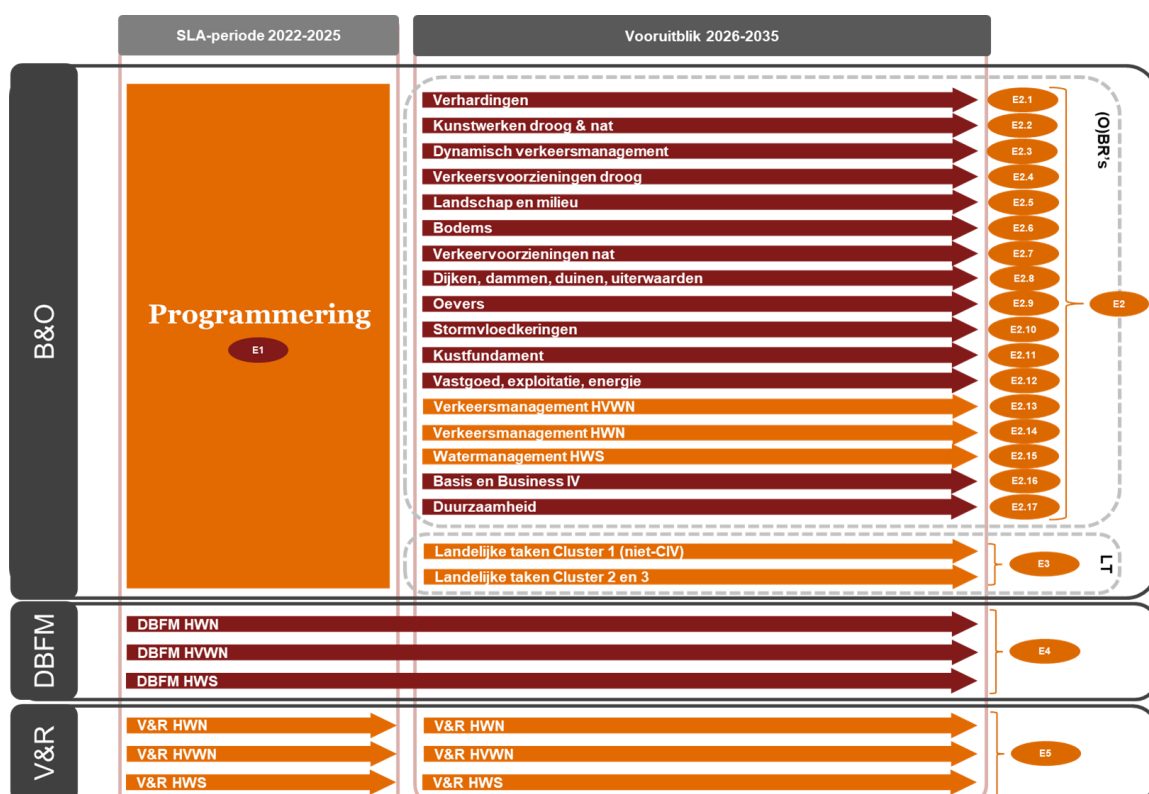 SLA-periode 2022-2025
Vooruitblik 2026-2035
B&O
Programmering
E1
Verhardingen
E2.1
Kunstwerken droog & nat
E2.2
Dynamisch verkeersmanagement
E2.3
Verkeersvoorzieningen droog
E2.4
Landschap en milieu
E2.5
Bodems
E2.6
Verkeervoorzieningen nat
E2.7
Dijken, dammen, duinen, uiterwaarden
E2.8
Oevers
E2.9
Stormvloedkeringen
E2.10
Kustfundament
E2.11
Vastgoed, exploitatie, energie
E2.12
Verkeersmanagement HVWN
E2.13
Verkeersmanagement HWN
E2.14
Watermanagement HWS
E2.15
Basis en Business IV
E2.16
Duurzaamheid
E2.17
(O)BR's
E2
Landelijke taken Cluster 1 (niet-CIV)
Landelijke taken Cluster 2 en 3
E3
LT
DBFM
DBFM HWN
DBFM HVWN
DBFM HWS
E4
V&R
V&R HWN
V&R HWN
V&R HVWN
V&R HVWN
V&R HWS
V&R HWS
E5